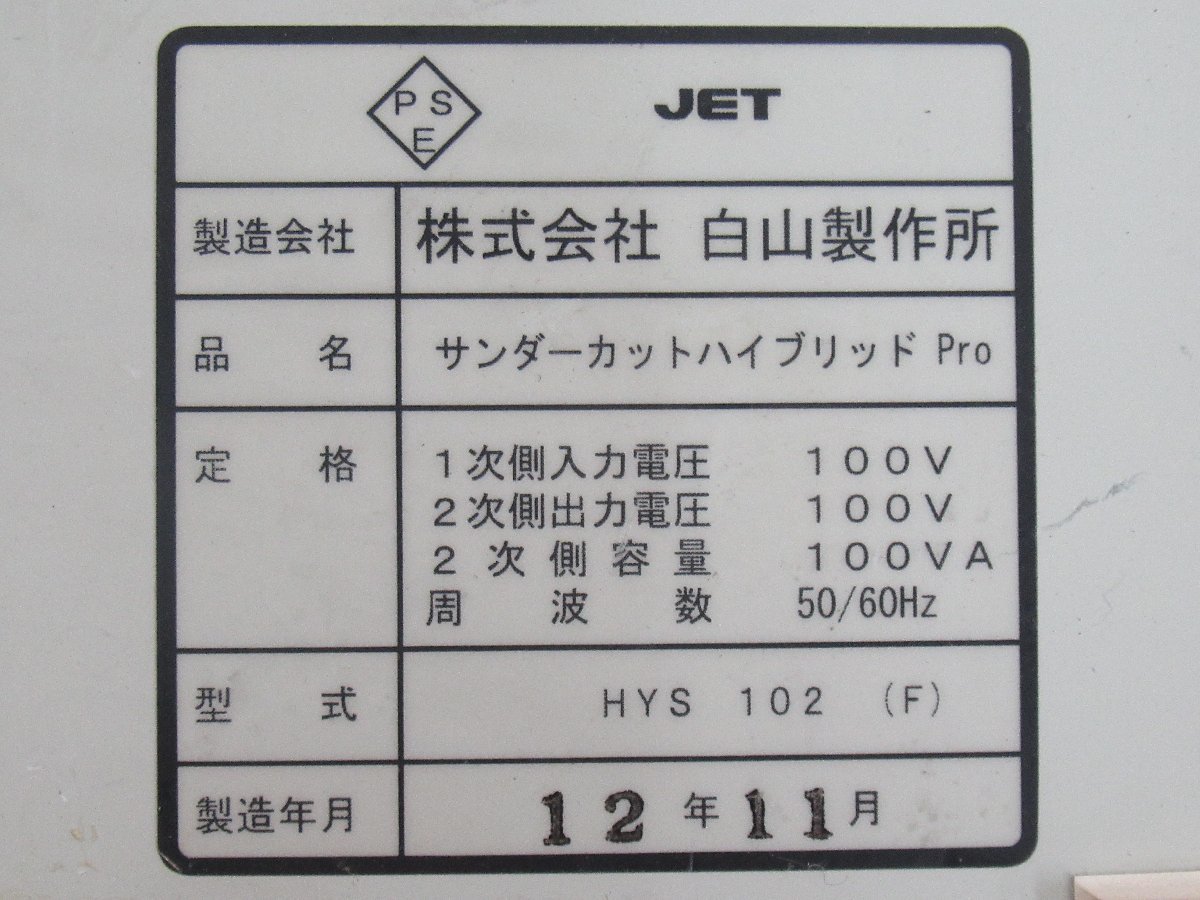 PS
E
JET
製造会社 株式会社 白山製作所
品名 サンダーカットハイブリッド Pro
定格 1次側入力電圧 100V
2次側出力電圧 100V
2次側容量 100VA
周波数 50/60Hz
型式 HYS 102 (F)
製造年月 12年11月